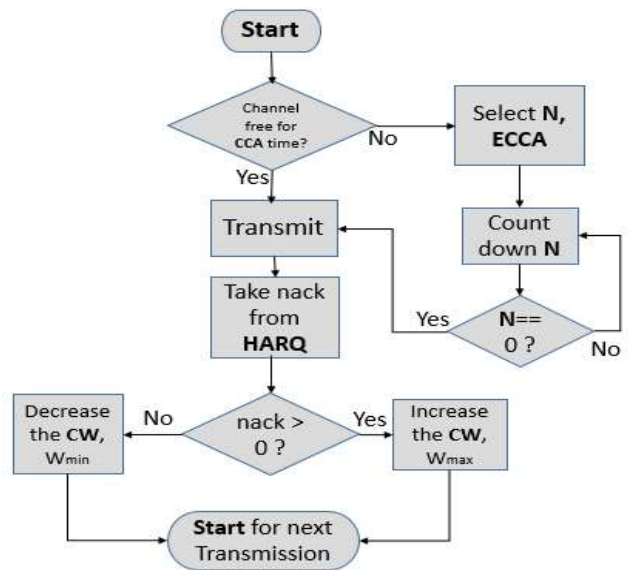 Start
Channel
free for
CCA time?
No
Select N,
ECCA
Yes
Transmit
Count
down N
Take nack
from
HARQ
Yes
N==
0 ?
No
Decrease
the CW,
Wmin
No
nack >
0 ?
Yes
Increase
the CW,
Wmax
Start for next
Transmission